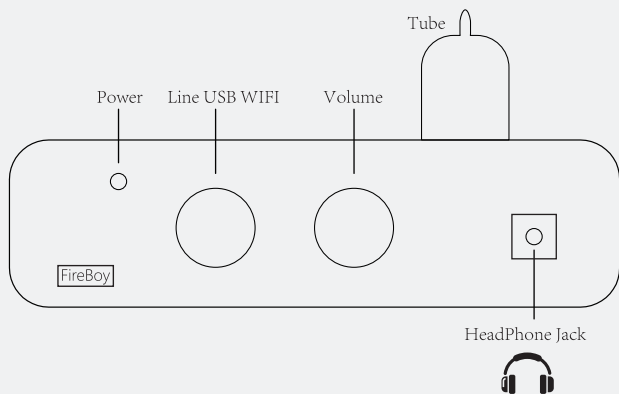 Tube
Power
Line USB WIFI
Volume
FireBoy
HeadPhone Jack